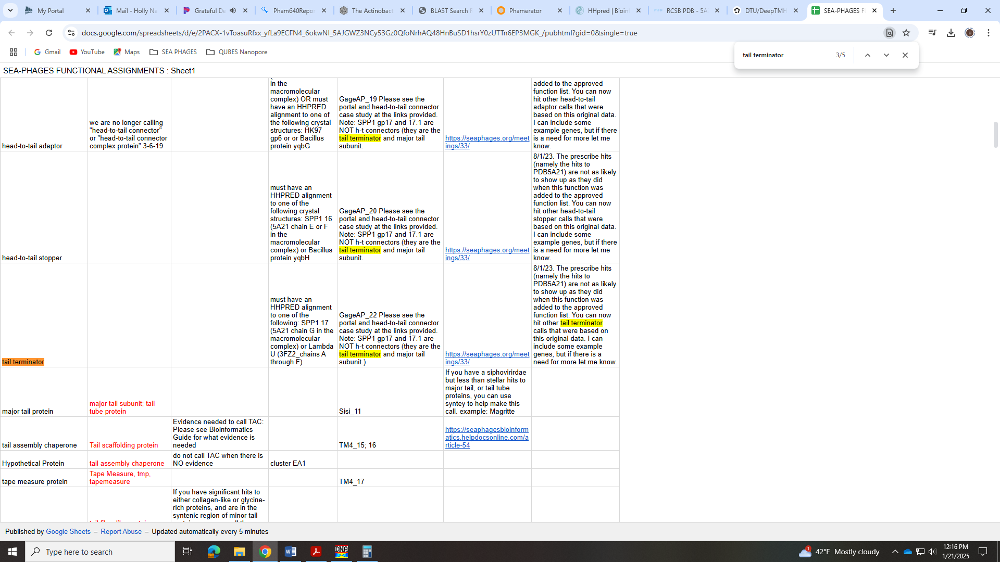 My Portal
Mail - Holly Na
Grateful De
Pham640Repo
The Actinobact
BLAST Search F
Phamerator
HHpred | Bioin
RCSB PDB - 5A
DTU/DeepTMH
SEA-PHAGES F
docs.google.com/spreadsheets/d/e/2PACX-1vToasuRfxx_yfLa9ECFN4_6okwNI_5AJGWZ3NCy53Gz0QfoNrhAQ48HnBuSD1hsrY0zUTTn6EP3MGK_/pubhtml?gid=0&single=true
Gmail
YouTube
Maps
SEA PHAGES
QUBES Nanopore
tail terminator
3/5
SEA-PHAGES FUNCTIONAL ASSIGNMENTS : Sheet1
head-to-tail adaptor
we are no longer calling
"head-to-tail connector"
or "head-to-tail connector
complex protein" 3-6-19
in the
macromolecular
complex) OR must
have an HHPRED
alignment to one of
the following crystal
structures: HK97
gp6 or or Bacillus
protein yqbG
GageAP_19 Please see the
portal and head-to-tail connector
case study at the links provided.
Note: SPP1 gp17 and 17.1 are
NOT h-t connectors (they are the
tail terminator and major tail
subunit.
https://seaphages.org/meet
ings/33/
added to the approved
function list. You can now
hit other head-to-tail
adaptor calls that were
based on this original data.
I can include some
example genes, but if there
is a need for more let me
know.
head-to-tail stopper
must have an
HHPRED alignment
to one of the
following crystal
structures: SPP1 16
(5A21 chain E or F
in the
macromolecular
complex) or Bacillus
protein yqbH
GageAP_20 Please see the
portal and head-to-tail connector
case study at the links provided.
Note: SPP1 gp17 and 17.1 are
NOT h-t connectors (they are the
tail terminator and major tail
subunit.
https://seaphages.org/meet
ings/33/
8/1/23. The prescribe hits
(namely the hits to
PDB5A21) are not as likely
to show up as they did
when this function was
added to the approved
function list. You can now
hit other head-to-tail
stopper calls that were
based on this original data.
I can include some
example genes, but if there
is a need for more let me
know.
tail terminator
must have an
HHPRED alignment
to one of the
following: SPP1 17
(5A21 chain G in the
macromolecular
complex) or Lambda
U (3FZ2_chains A
through F)
GageAP_22 Please see the
portal and head-to-tail connector
case study at the links provided.
Note: SPP1 gp17 and 17.1 are
NOT h-t connectors (they are the
tail terminator and major tail
subunit.)
https://seaphages.org/meet
ings/33/
8/1/23. The prescribe hits
(namely the hits to
PDB5A21) are not as likely
to show up as they did
when this function was
added to the approved
function list. You can now
hit other tail terminator
calls that were based on
this original data. I can
include some example
genes, but if there is a
need for more let me know.
major tail protein
major tail subunit; tail
tube protein
Sisi_11
If you have a siphovirirdae
but less than stellar hits to
major tail, or tail tube
proteins, you can use
syntey to help make this
call. example: Magritte
tail assembly chaperone
Tail scaffolding protein
Evidence needed to call TAC:
Please see Bioinformatics
Guide for what evidence is
needed
TM4_15; 16
https://seaphagesbioinform
atics.helpdocsonline.com/a
rticle-54
Hypothetical Protein
tail assembly chaperone
do not call TAC when there is
NO evidence
cluster EA1
tape measure protein
Tape Measure, tmp,
tapemeasure
TM4_17
If you have significant hits to
either collagen-like or glycine-
rich proteins, and are in the
syntenic region of minor tail
Published by Google Sheets – Report Abuse – Updated automatically every 5 minutes
Type here to search
DNA
1
42°F Mostly cloudy
12:16 PM
1/21/2025